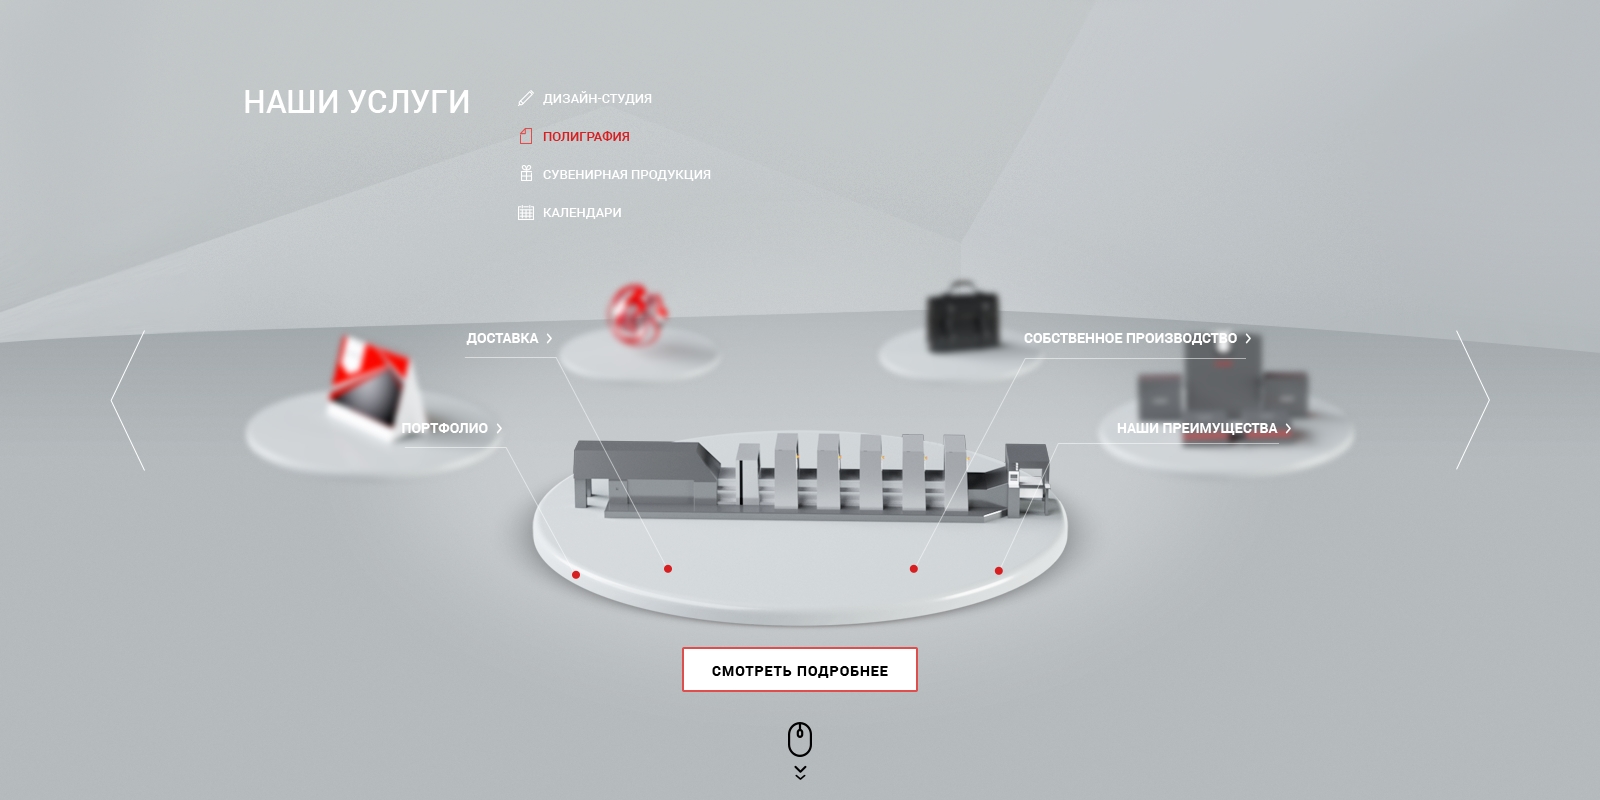 НАШИ УСЛУГИ
ДИЗАЙН-СТУДИЯ
ПОЛИГРАФИЯ
СУВЕНИРНАЯ ПРОДУКЦИЯ
КАЛЕНДАРИ
ДОСТАВКА
СОБСТВЕННОЕ ПРОИЗВОДСТВО
ПОРТФОЛИО
НАШИ ПРЕИМУЩЕСТВА
СМОТРЕТЬ ПОДРОБНЕЕ